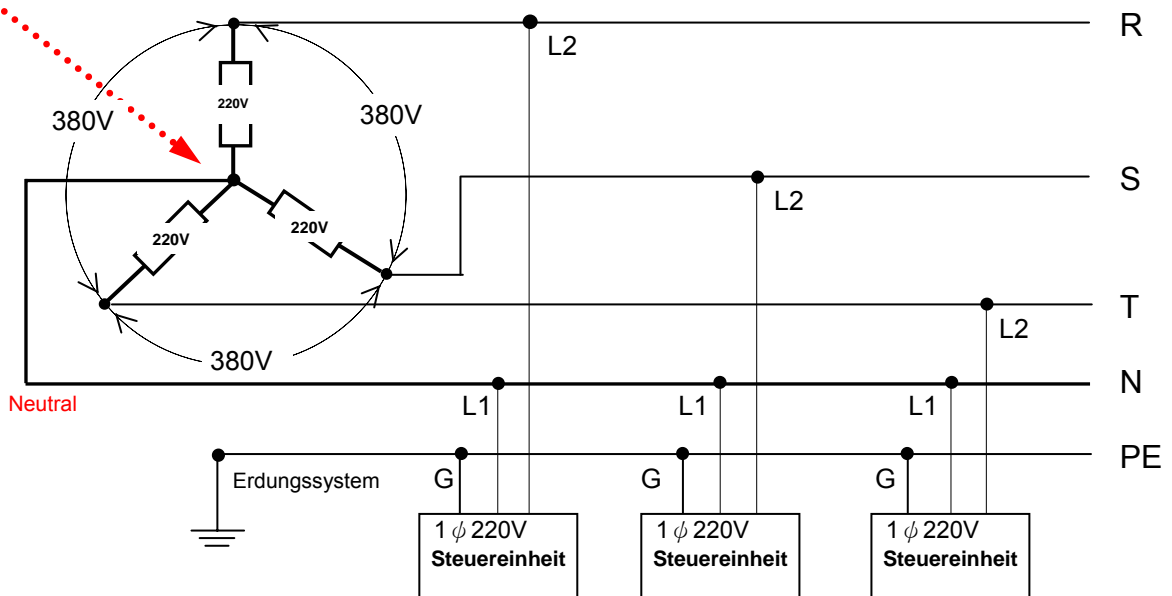 R
L2
220V
380V
380V
S
L2
220V
220V
T
L2
380V
N
Neutral
L1
L1
L1
PE
Erdungssystem
G
G
G
1 ϕ 220V
Steuereinheit
1 ϕ 220V
Steuereinheit
1 ϕ 220V
Steuereinheit